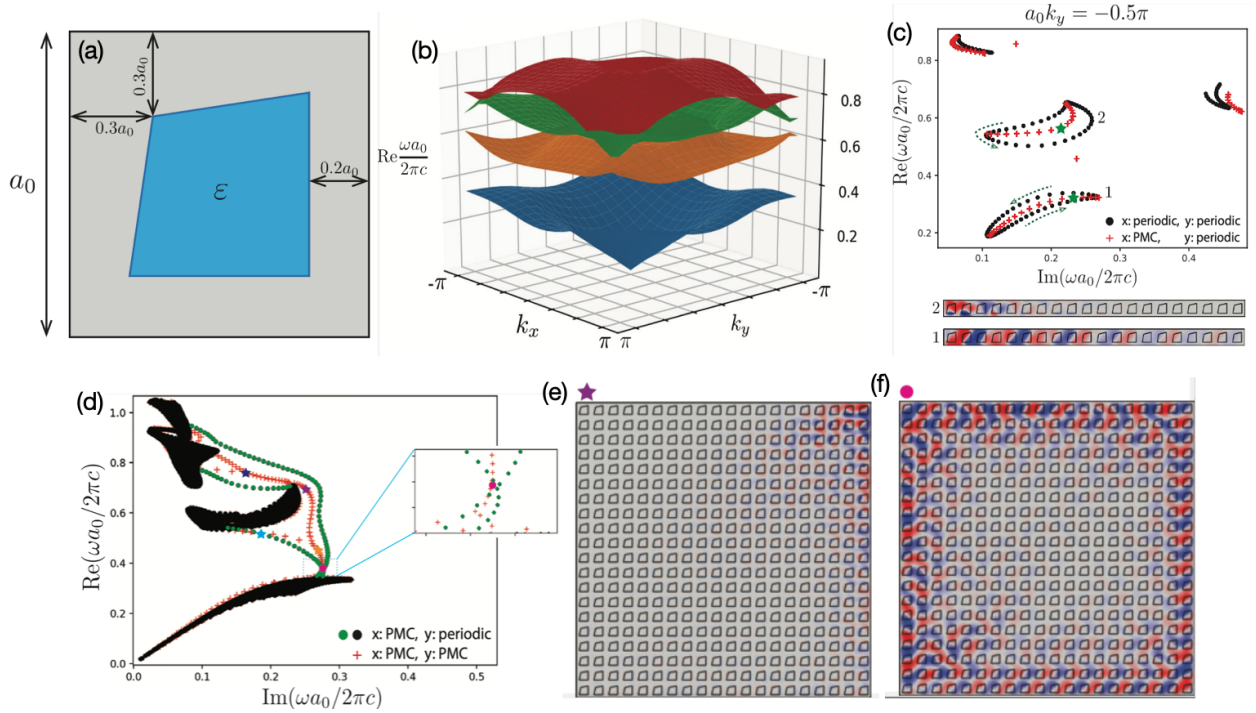 (a)
0.3a₀
0.3a₀
a₀
0.2a₀
ε
(b)
Re ωa₀/2πc
0.8
0.6
0.4
0.2
-π
kₓ
π
π
k_y
-π
a₀k_y = −0.5π
(c)
Re(ωa₀/2πc)
0.8
0.6
0.4
0.2
2
1
x: periodic, y: periodic
x: PMC, y: periodic
0.1
0.2
0.3
0.4
Im(ωa₀/2πc)
2
1
(d)
Re(ωa₀/2πc)
1.0
0.8
0.6
0.4
0.2
0.0
x: PMC, y: periodic
x: PMC, y: PMC
0.0
0.1
0.2
0.3
0.4
0.5
Im(ωa₀/2πc)
(e)
(f)